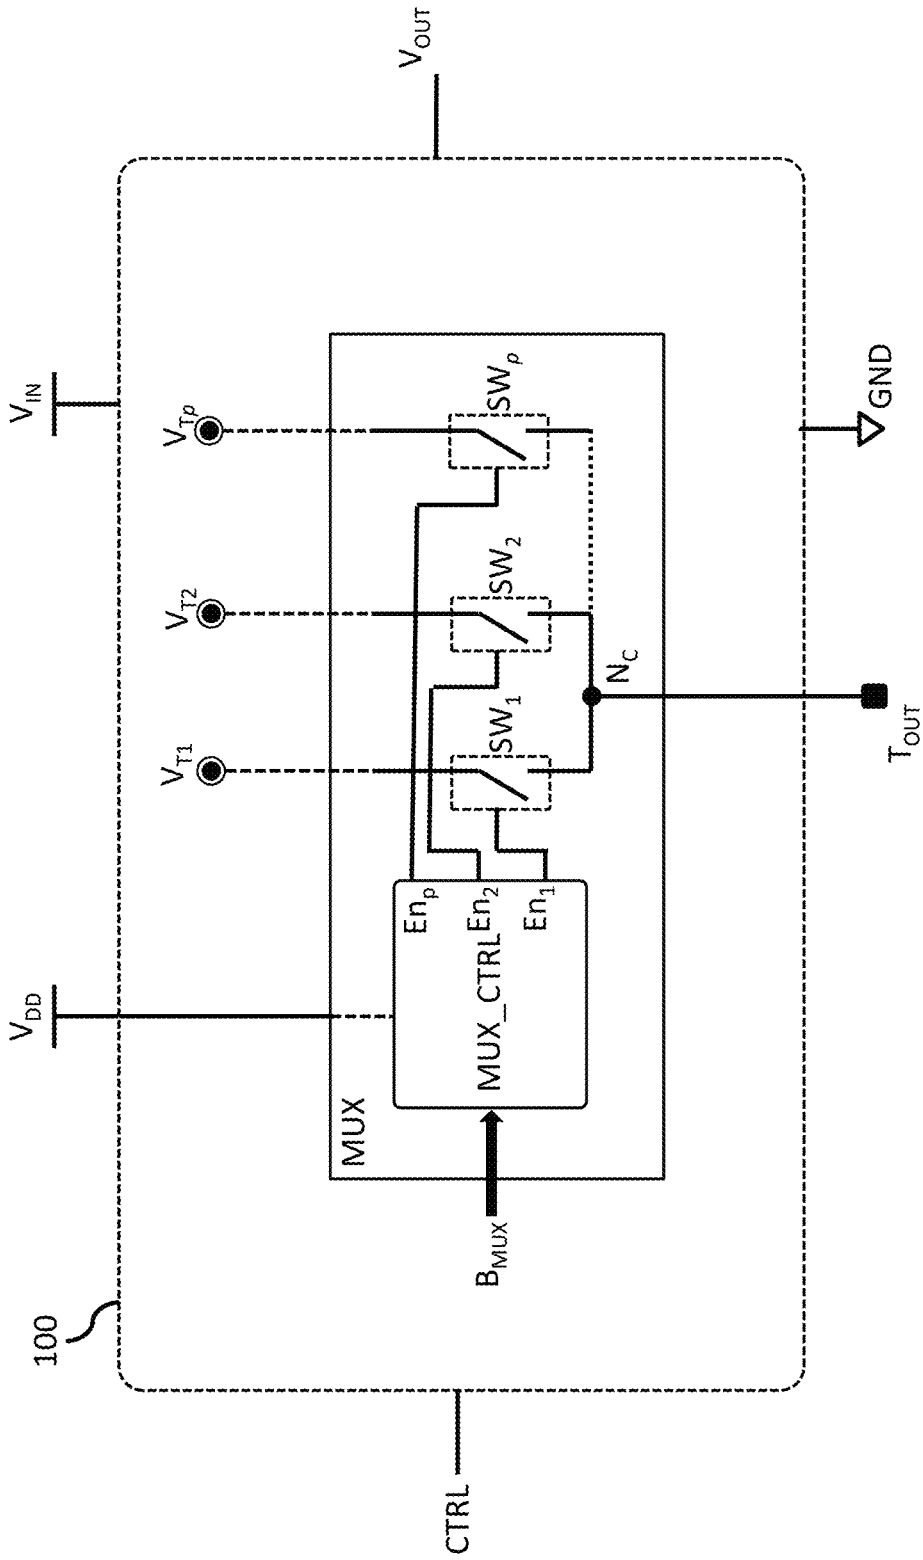 100
V_DD
V_IN
V_T1
V_T2
V_Tp
CTRL
V_OUT
MUX
B_MUX
MUX_CTRL
En_p
En_2
En_1
SW_1
SW_2
SW_p
N_C
T_OUT
GND